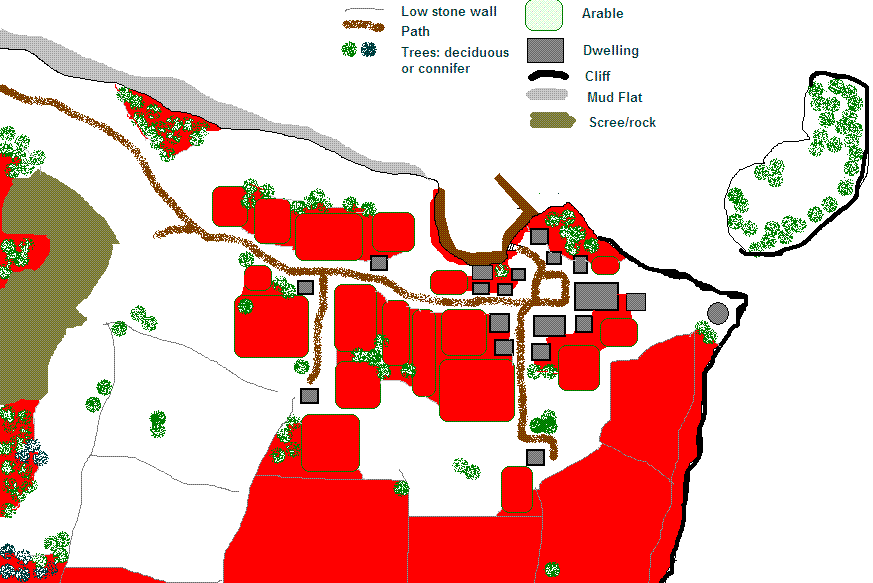 Low stone wall
Path
Trees: deciduous
or connifer
Arable
Dwelling
Cliff
Mud Flat
Scree/rock